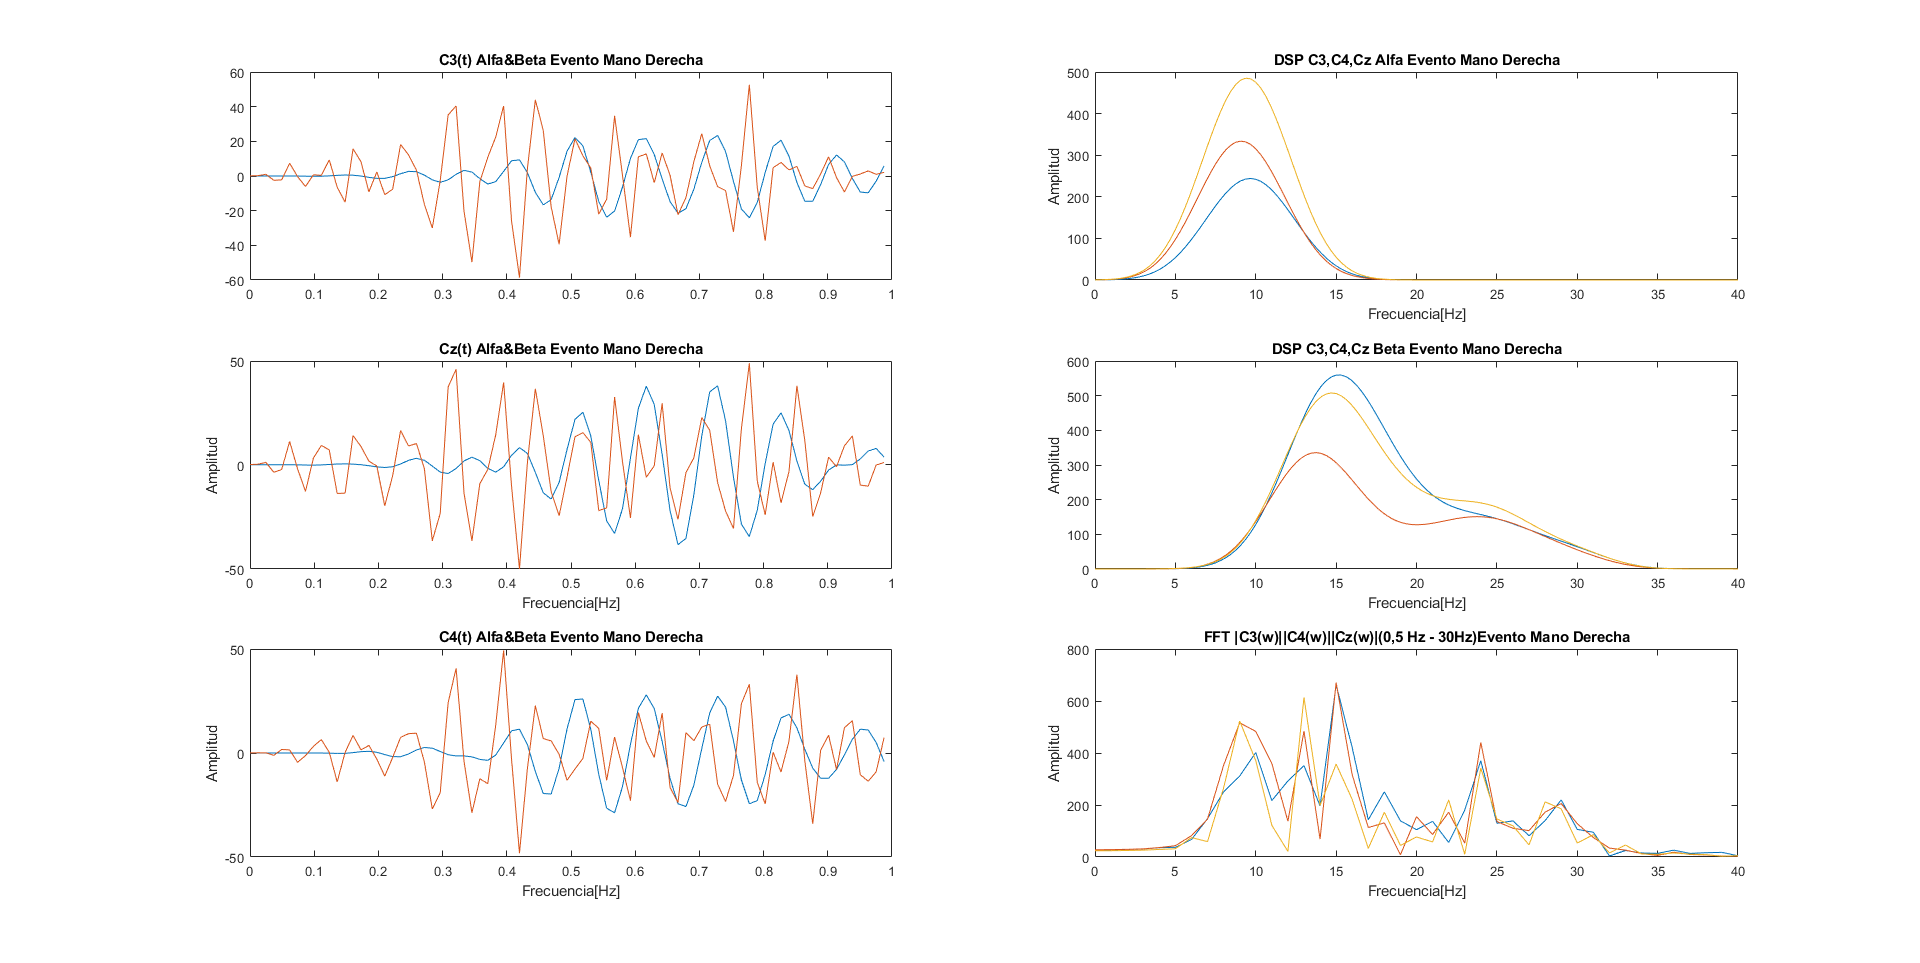 C3(t) Alfa&Beta Evento Mano Derecha
60
40
20
0
-20
-40
-60
0 0.1 0.2 0.3 0.4 0.5 0.6 0.7 0.8 0.9 1
DSP C3,C4,Cz Alfa Evento Mano Derecha
Amplitud
500
400
300
200
100
0
0 5 10 15 20 25 30 35 40
Frecuencia[Hz]
Cz(t) Alfa&Beta Evento Mano Derecha
Amplitud
50
0
-50
0 0.1 0.2 0.3 0.4 0.5 0.6 0.7 0.8 0.9 1
Frecuencia[Hz]
DSP C3,C4,Cz Beta Evento Mano Derecha
Amplitud
600
500
400
300
200
100
0
0 5 10 15 20 25 30 35 40
Frecuencia[Hz]
C4(t) Alfa&Beta Evento Mano Derecha
Amplitud
50
0
-50
0 0.1 0.2 0.3 0.4 0.5 0.6 0.7 0.8 0.9 1
Frecuencia[Hz]
FFT |C3(w)||C4(w)||Cz(w)|(0,5 Hz - 30Hz)Evento Mano Derecha
Amplitud
800
600
400
200
0
0 5 10 15 20 25 30 35 40
Frecuencia[Hz]